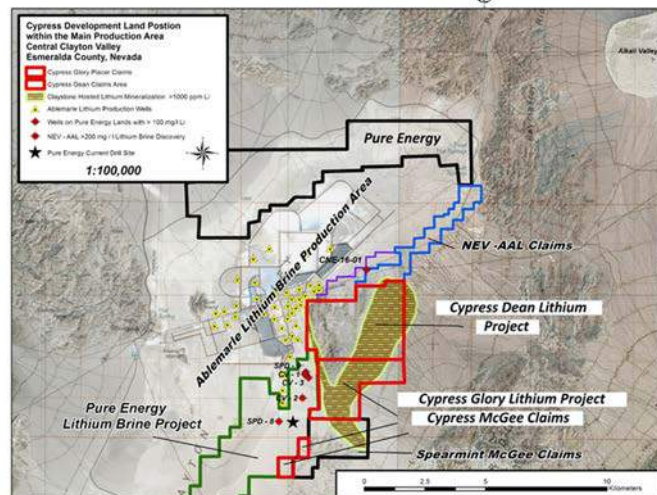 Cypress Development Land Postion
within the Main Production Area
Central Clayton Valley
Esmeralda County, Nevada
Cypress Glory Placer Claims
Cypress Dean Claims Area
Claystone Hosted Lithium Mineralization >1000 ppm Li
Ablemarle Lithium Production Wells
Wells on Pure Energy Lands with > 100 mg/l Li
NEV - AAL >200 mg / l Lithium Brine Discovery
Pure Energy Current Drill Site
1:100,000
Alkali Valley
Pure Energy
Ablemarle Lithium Brine Production Area
CNE-16-01
NEV -AAL Claims
Cypress Dean Lithium
Project
CV - 3
Cypress Glory Lithium Project
Cypress McGee Claims
Pure Energy
Lithium Brine Project
SPD - 8
Spearmint McGee Claims
0 2.5 5 10
Kilometers